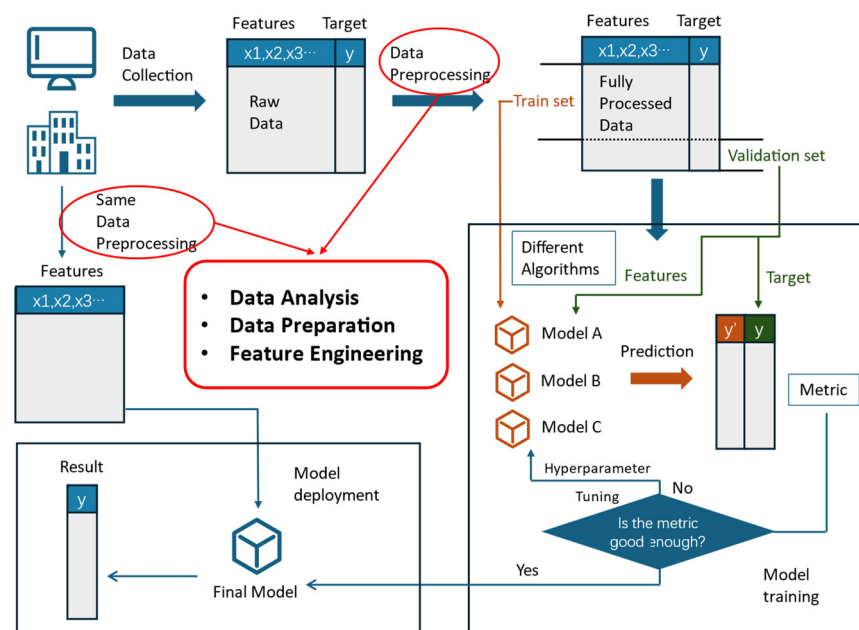 Features Target
Data
Collection
x1,x2,x3··· y
Raw
Data
Data
Preprocessing
Features Target
x1,x2,x3··· y
Fully
Processed
Data
Train set
Validation set
Same
Data
Preprocessing
Features
x1,x2,x3···
• Data Analysis
• Data Preparation
• Feature Engineering
Different
Algorithms
Features
Target
Model A
Model B
Model C
Prediction
y' y
Metric
Hyperparameter
Tuning
No
Is the metric
good enough?
Yes
Model
training
Model
deployment
Result
y
Final Model